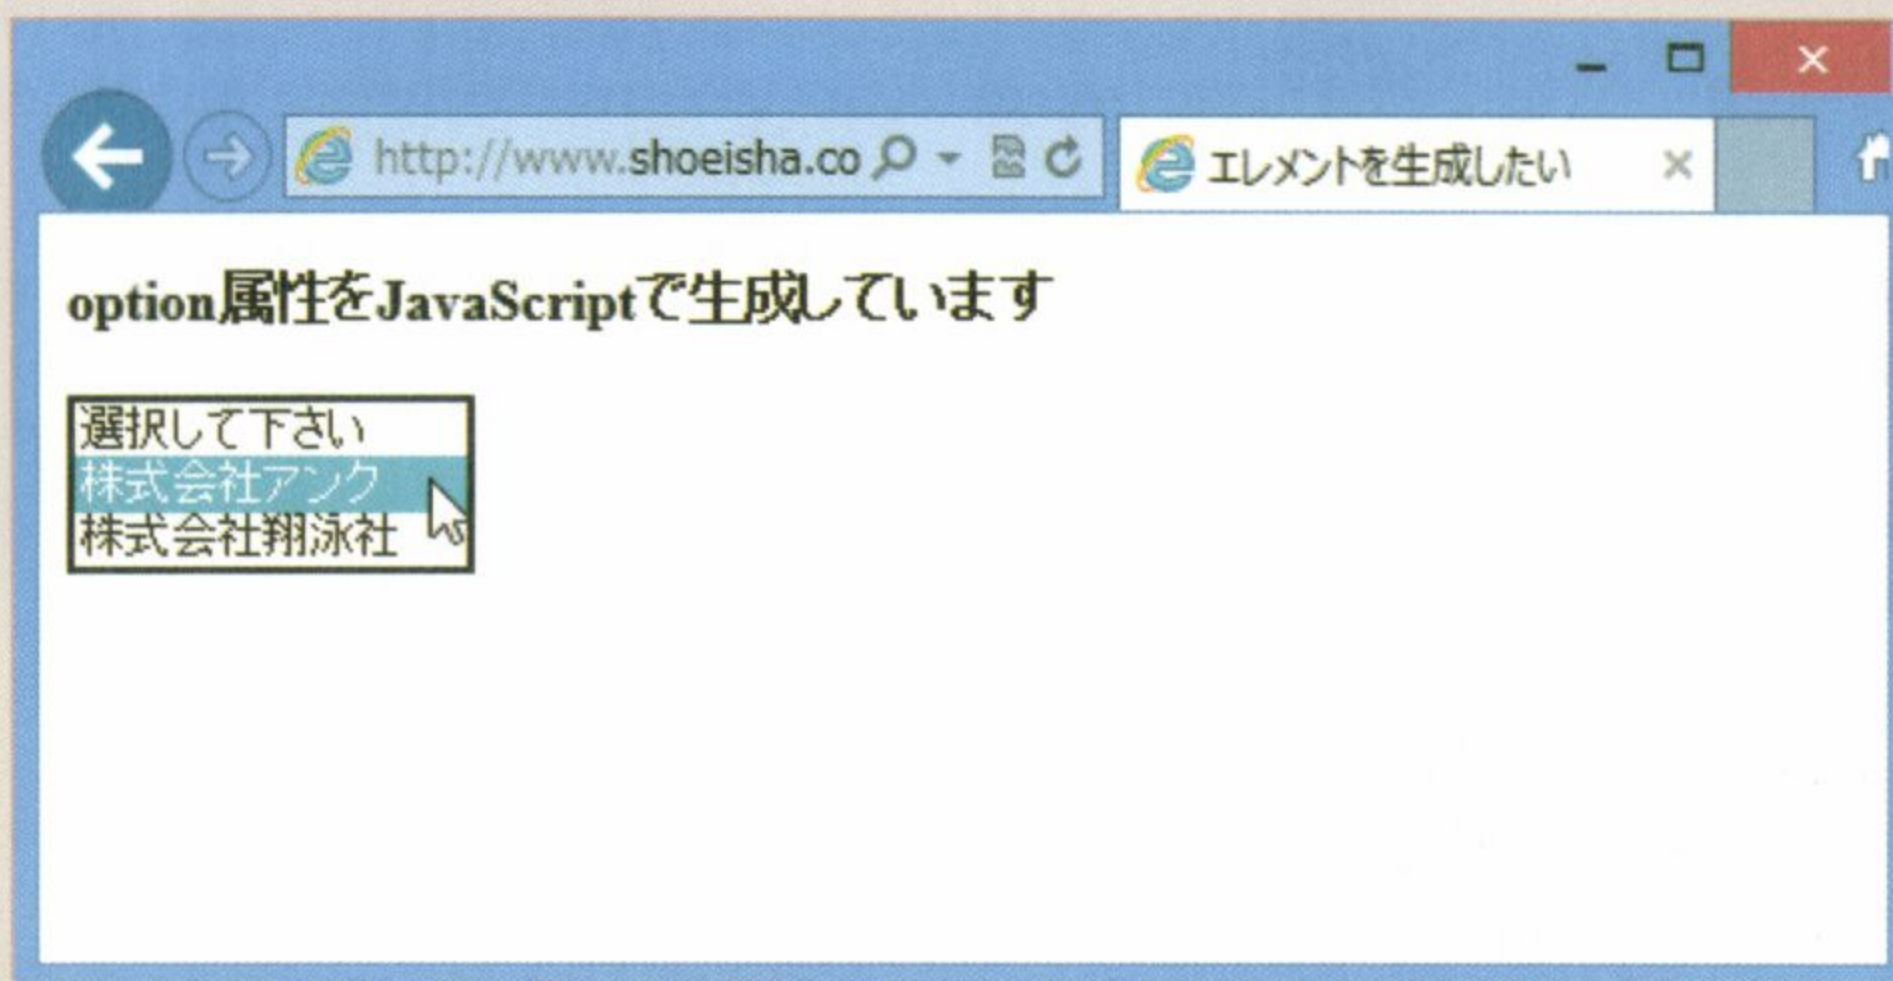 http://www.shoeisha.co
エレメントを生成したい
option属性をJavaScriptで生成しています
選択して下さい
株式会社アンク
株式会社翔泳社